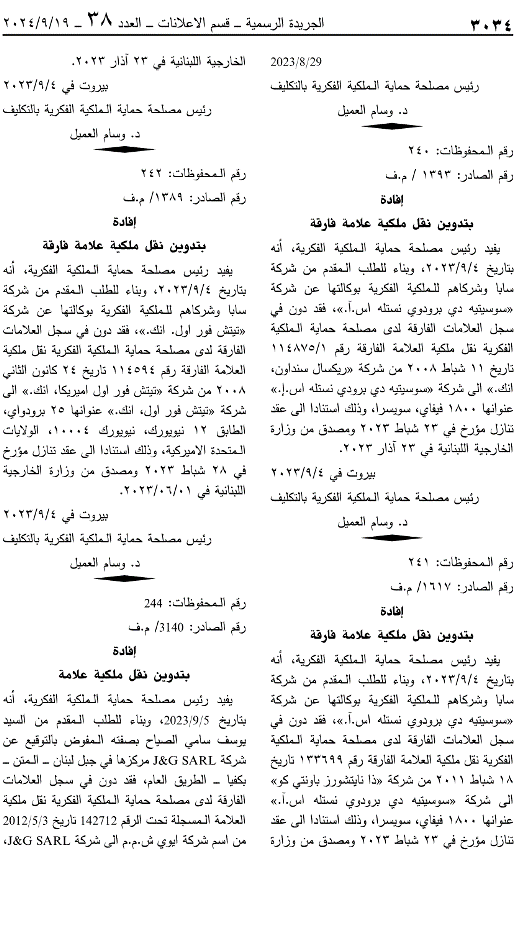 ٣٠٣٤
الجريدة الرسمية – قسم الاعلانات – العدد ٣٨ – ٢٠٢٤/٩/١٩
2023/8/29
رئيس مصلحة حماية الملكية الفكرية بالتكليف
د. وسام العميل
رقم المحفوظات: ٢٤٠
رقم الصادر: ١٣٩٣ / م.ف
إفادة
بتدوين نقل ملكية علامة فارقة
يفيد رئيس مصلحة حماية الملكية الفكرية، أنه
بتاريخ ٢٠٢٣/٩/٤، وبناء للطلب المقدم من شركة
سابا وشركاهم للملكية الفكرية بوكالتها عن شركة
«سوسيتيه دي برودوي نستله اس.آ.»، فقد دون في
سجل العلامات الفارقة لدى مصلحة حماية الملكية
الفكرية نقل ملكية العلامة الفارقة رقم ١١٤٨٧٥/١
تاريخ ١١ شباط ٢٠٠٨ من شركة «ريكسال سنداون،
انك.» الى شركة «سوسيتيه دي برودي نستله اس.إ.»
عنوانها ١٨٠٠ فيفاي، سويسرا، وذلك استنادا الى عقد
تنازل مؤرخ في ٢٣ شباط ٢٠٢٣ ومصدق من وزارة
الخارجية اللبنانية في ٢٣ آذار ٢٠٢٣.
بيروت في ٢٠٢٣/٩/٤
رئيس مصلحة حماية الملكية الفكرية بالتكليف
د. وسام العميل
رقم المحفوظات: ٢٤١
رقم الصادر: ١٦١٧/ م.ف
إفادة
بتدوين نقل ملكية علامة فارقة
يفيد رئيس مصلحة حماية الملكية الفكرية، أنه
بتاريخ ٢٠٢٣/٩/٤، وبناء للطلب المقدم من شركة
سابا وشركاهم للملكية الفكرية بوكالتها عن شركة
«سوسيتيه دي برودوي نستله اس.آ.»، فقد دون في
سجل العلامات الفارقة لدى مصلحة حماية الملكية
الفكرية نقل ملكية العلامة الفارقة رقم ١٣٣٦٩٩ تاريخ
١٨ شباط ٢٠١١ من شركة «ذا نايتشورز باونتي كو»
الى شركة «سوسيتيه دي برودوي نستله اس.آ.»
عنوانها ١٨٠٠ فيفاي، سويسرا، وذلك استنادا الى عقد
تنازل مؤرخ في ٢٣ شباط ٢٠٢٣ ومصدق من وزارة
الخارجية اللبنانية في ٢٣ آذار ٢٠٢٣.
بيروت في ٢٠٢٣/٩/٤
رئيس مصلحة حماية الملكية الفكرية بالتكليف
د. وسام العميل
رقم المحفوظات: ٢٤٢
رقم الصادر: ١٣٨٩/ م.ف
إفادة
بتدوين نقل ملكية علامة فارقة
يفيد رئيس مصلحة حماية الملكية الفكرية، أنه
بتاريخ ٢٠٢٣/٩/٤، وبناء للطلب المقدم من شركة
سابا وشركاهم للملكية الفكرية بوكالتها عن شركة
«تيتش فور اول. انك.»، فقد دون في سجل العلامات
الفارقة لدى مصلحة حماية الملكية الفكرية نقل ملكية
العلامة الفارقة رقم ١١٤٥٩٤ تاريخ ٢٤ كانون الثاني
٢٠٠٨ من شركة «تيتش فور اول اميريكا، انك.» الى
شركة «تيتش فور اول، انك.» عنوانها ٢٥ برودواي،
الطابق ١٢ نيويورك، نيويورك ١٠٠٠٤، الولايات
المتحدة الاميركية، وذلك استنادا الى عقد تنازل مؤرخ
في ٢٨ شباط ٢٠٢٣ ومصدق من وزارة الخارجية
اللبنانية في ٢٠٢٣/٠٦/٠١.
بيروت في ٢٠٢٣/٩/٤
رئيس مصلحة حماية الملكية الفكرية بالتكليف
د. وسام العميل
رقم المحفوظات: 244
رقم الصادر: 3140/ م.ف
إفادة
بتدوين نقل ملكية علامة
يفيد رئيس مصلحة حماية الملكية الفكرية، أنه
بتاريخ 2023/9/5، وبناء للطلب المقدم من السيد
يوسف سامي الصباح بصفته المفوض بالتوقيع عن
شركة J&G SARL مركزها في جبل لبنان – المتن –
بكفيا – الطريق العام، فقد دون في سجل العلامات
الفارقة لدى مصلحة حماية الملكية الفكرية نقل ملكية
العلامة المسجلة تحت الرقم 142712 تاريخ 2012/5/3
من اسم شركة ايوي ش.م.م الى شركة J&G SARL،